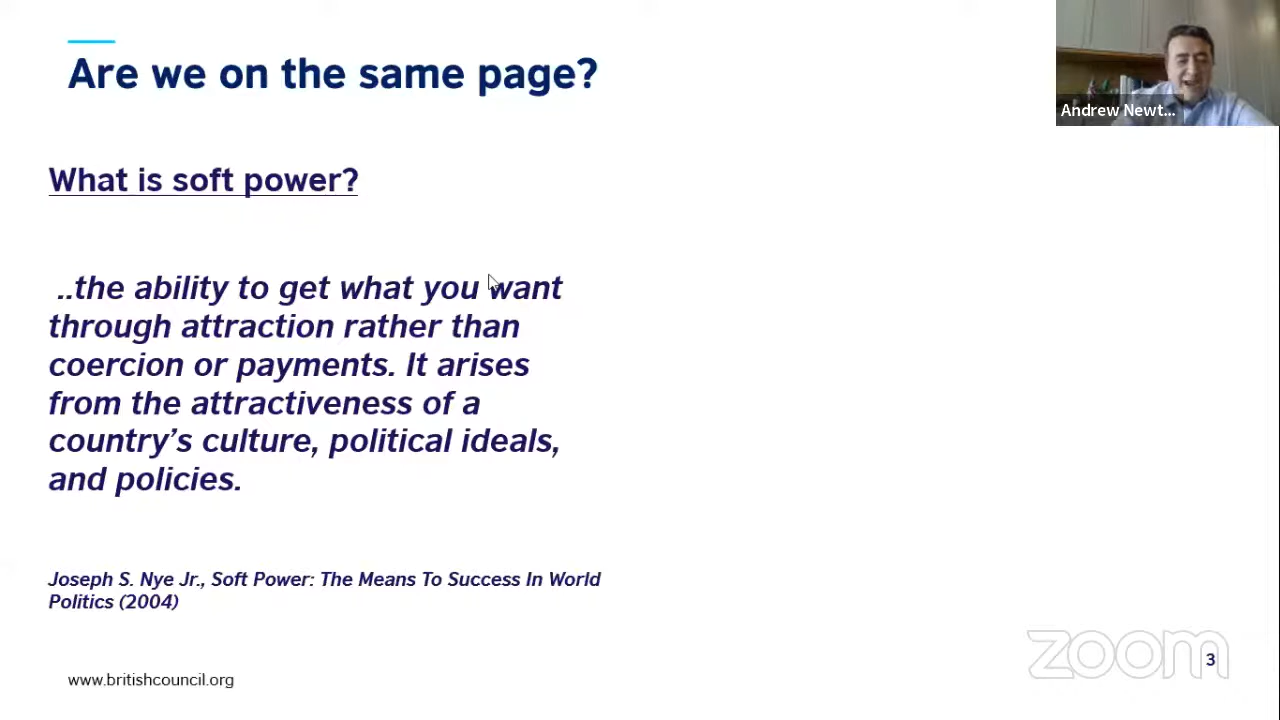 Are we on the same page?
Andrew Newt...
What is soft power?
..the ability to get what you want
through attraction rather than
coercion or payments. It arises
from the attractiveness of a
country's culture, political ideals,
and policies.
Joseph S. Nye Jr., Soft Power: The Means To Success In World
Politics (2004)
zoom
3
www.britishcouncil.org